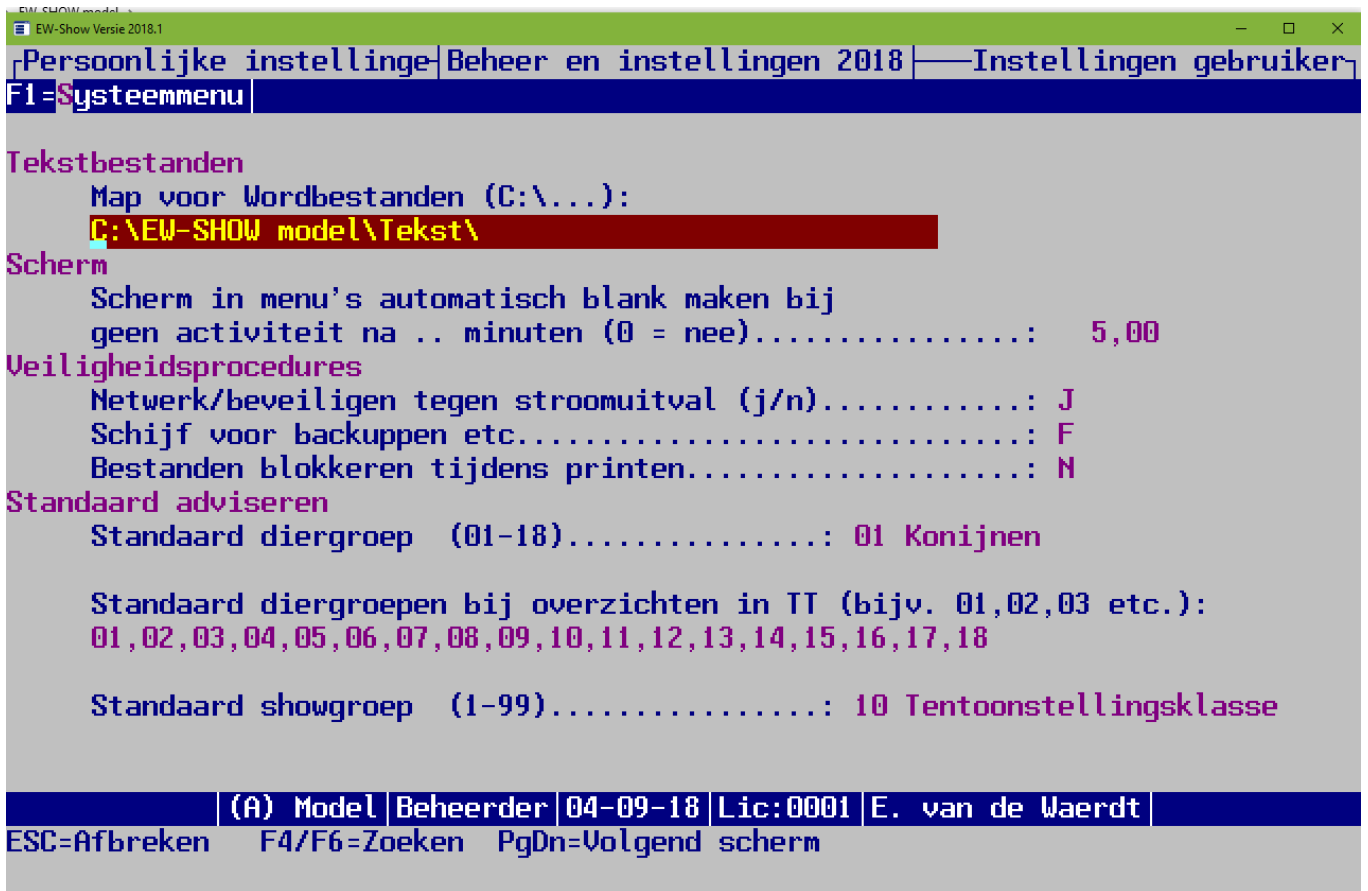 EW-SHOW model
EW-Show Versie 2018.1
Persoonlijke instellinge Beheer en instellingen 2018 Instellingen gebruiker
F1=Systeemmenu
Tekstbestanden
Map voor Wordbestanden (C:\...):
C:\EW-SHOW model\Tekst\
Scherm
Scherm in menu's automatisch blank maken bij
geen activiteit na .. minuten (0 = nee)................: 5,00
Veiligheidsprocedures
Netwerk/beveiligen tegen stroomuitval (j/n)............: J
Schijf voor backuppen etc..............................: F
Bestanden blokkeren tijdens printen....................: N
Standaard adviseren
Standaard diergroep (01-18)...............: 01 Konijnen
Standaard diergroepen bij overzichten in TT (bijv. 01,02,03 etc.):
01,02,03,04,05,06,07,08,09,10,11,12,13,14,15,16,17,18
Standaard showgroep (1-99)................: 10 Tentoonstellingsklasse
(A) Model Beheerder 04-09-18 Lic:0001 E. van de Waerdt
ESC=Afbreken F4/F6=Zoeken PgDn=Volgend scherm